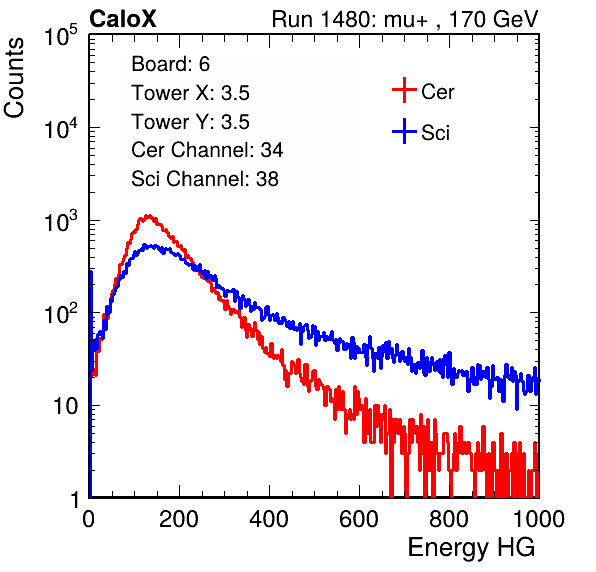 CaloX Run 1480: mu+ , 170 GeV
10^5
Counts
Board: 6
Tower X: 3.5
Tower Y: 3.5
Cer Channel: 34
Sci Channel: 38
Cer
Sci
10^4
10^3
10^2
10
1
0 200 400 600 800 1000
Energy HG